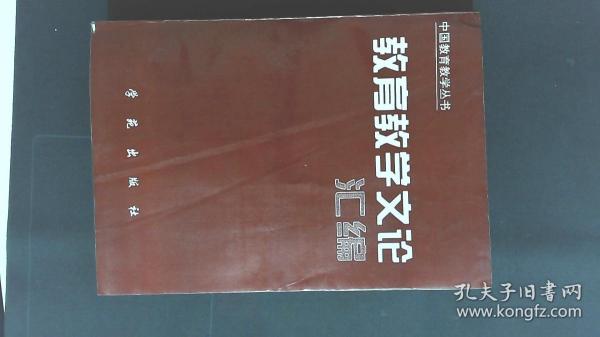 中国教育教学丛书
教育教学文论
汇编
学苑出版社
孔夫子旧书网
www.kongfz.com